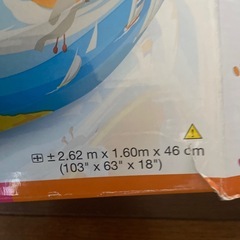 ± 2.62 m x 1.60m x 46 cm
(103" x 63" x 18")